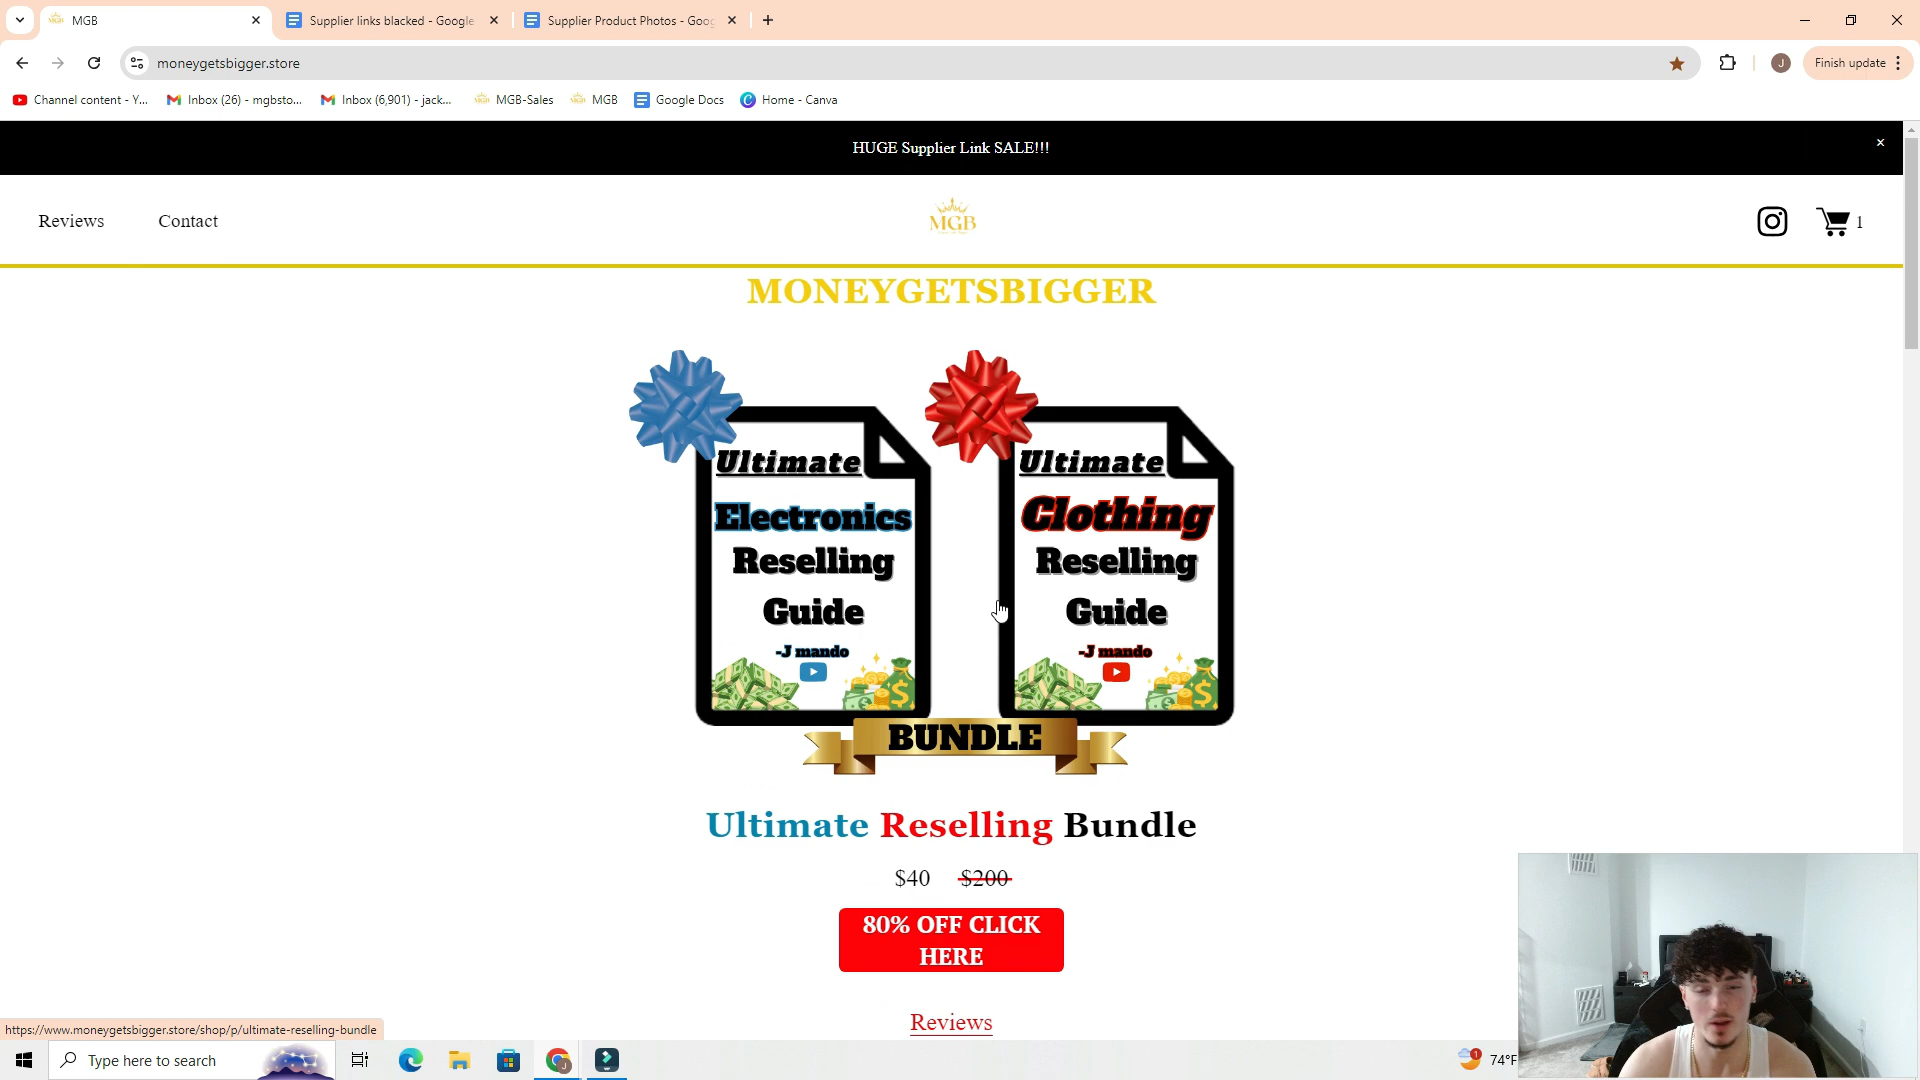 MGB
Supplier links blacked - Google
Supplier Product Photos - Goog
moneygetsbigger.store
J
Finish update
Channel content - Y...
Inbox (26) - mgbsto...
Inbox (6,901) - jack...
MGB-Sales
MGB
Google Docs
Home - Canva
HUGE Supplier Link SALE!!!
Reviews
Contact
MGB
1
MONEYGETSBIGGER
Ultimate
Electronics
Reselling
Guide
-J mando
Ultimate
Clothing
Reselling
Guide
-J mando
BUNDLE
Ultimate Reselling Bundle
$40 $200
80% OFF CLICK
HERE
Reviews
https://www.moneygetsbigger.store/shop/p/ultimate-reselling-bundle
Type here to search
1
74°F